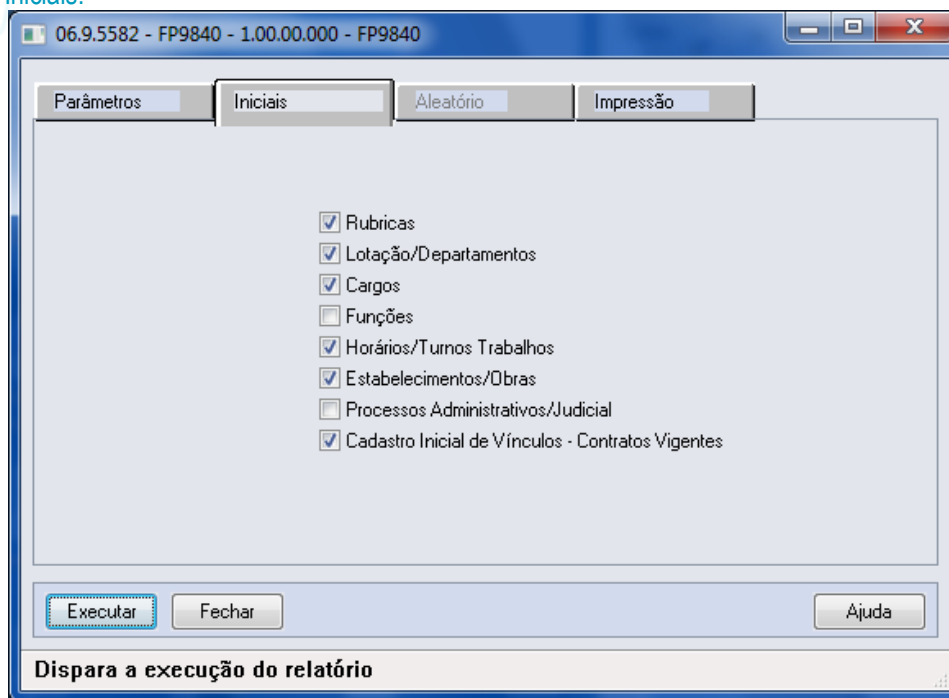 Iniciais:
06.9.5582 - FP9840 - 1.00.00.000 - FP9840
Parâmetros Iniciais Aleatório Impressão
Rubricas
Lotação/Departamentos
Cargos
Funções
Horários/Turnos Trabalhos
Estabelecimentos/Obras
Processos Administrativos/Judicial
Cadastro Inicial de Vínculos - Contratos Vigentes
Executar Fechar Ajuda
Dispara a execução do relatório